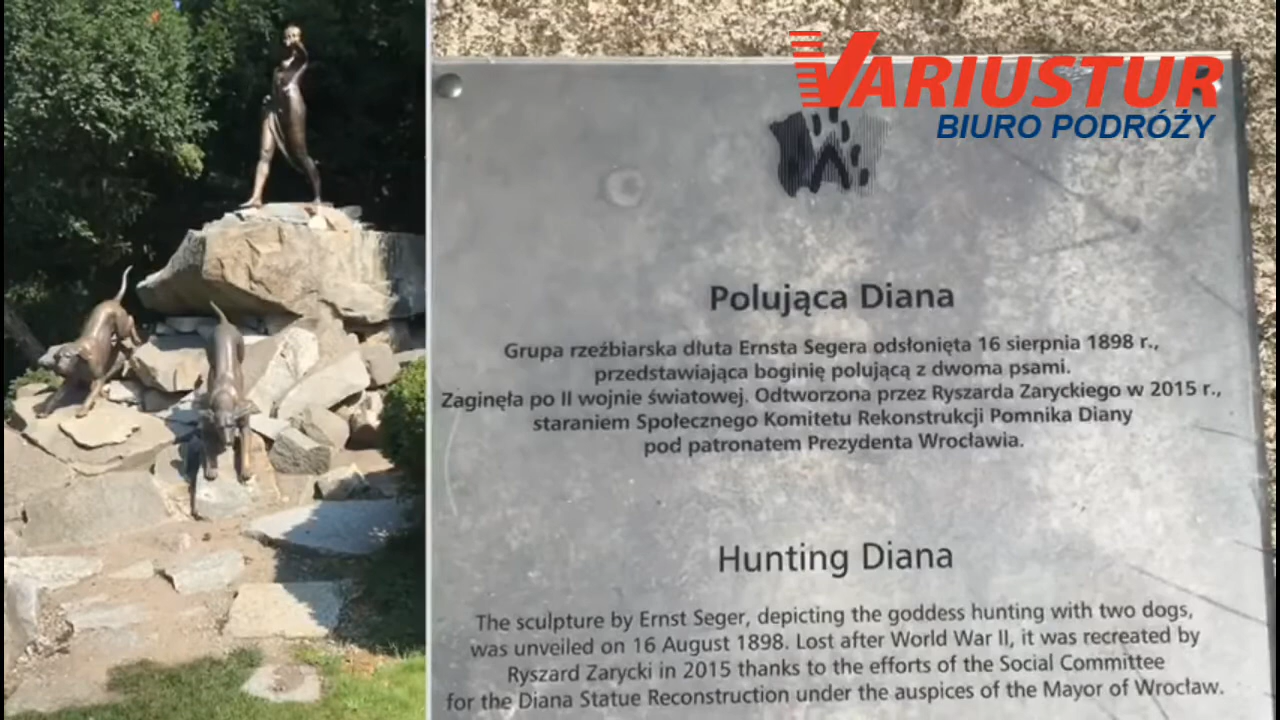 VARIUSTUR
BIURO PODRÓŻY
Polująca Diana
Grupa rzeźbiarska dłuta Ernsta Segera odsłonięta 16 sierpnia 1898 r.,
przedstawiająca boginię polującą z dwoma psami.
Zaginęła po II wojnie światowej. Odtworzona przez Ryszarda Zaryckiego w 2015 r.,
staraniem Społecznego Komitetu Rekonstrukcji Pomnika Diany
pod patronatem Prezydenta Wrocławia.
Hunting Diana
The sculpture by Ernst Seger, depicting the goddess hunting with two dogs,
was unveiled on 16 August 1898. Lost after World War II, it was recreated by
Ryszard Zarycki in 2015 thanks to the efforts of the Social Committee
for the Diana Statue Reconstruction under the auspices of the Mayor of Wrocław.